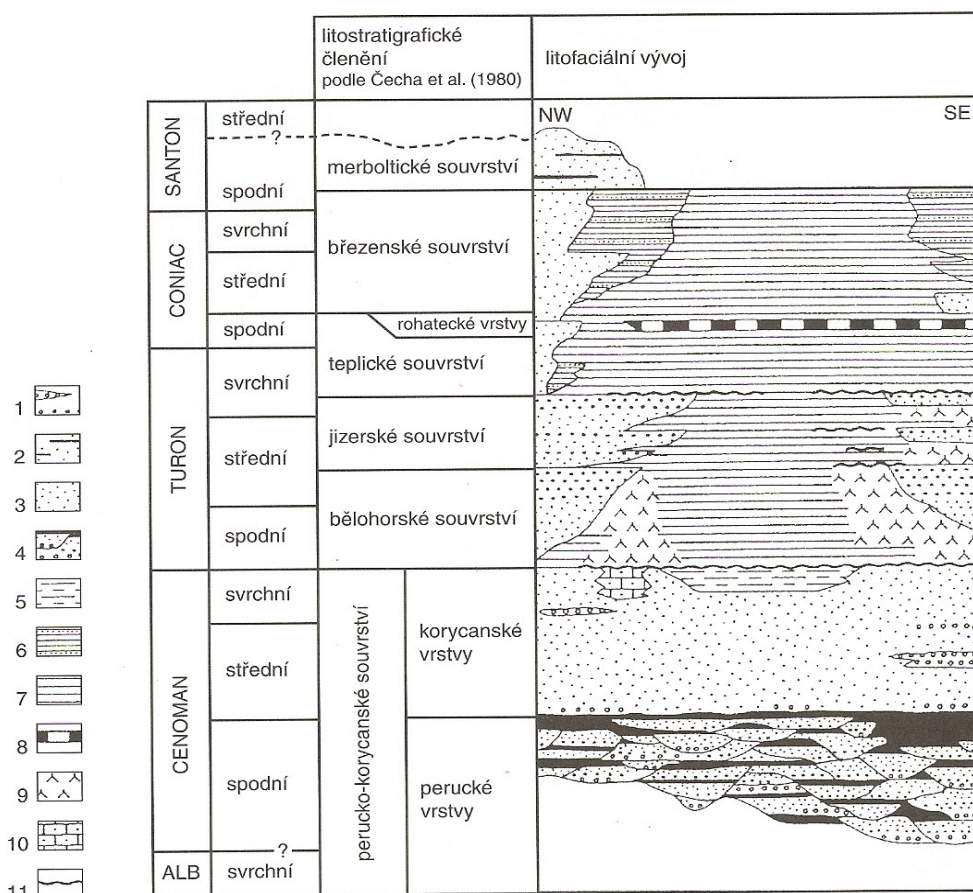 litostratigrafické
členění
podle Čecha et al. (1980)
litofaciální vývoj
NW
SE
SANTON
střední
?
spodní
merboltické souvrství
CONIAC
svrchní
střední
spodní
březenské souvrství
rohatecké vrstvy
teplické souvrství
TURON
svrchní
střední
spodní
jizerské souvrství
bělohorské souvrství
CENOMAN
svrchní
střední
spodní
?
perucko-korycanské souvrství
korycanské
vrstvy
perucké
vrstvy
ALB
svrchní
1
2
3
4
5
6
7
8
9
10
11